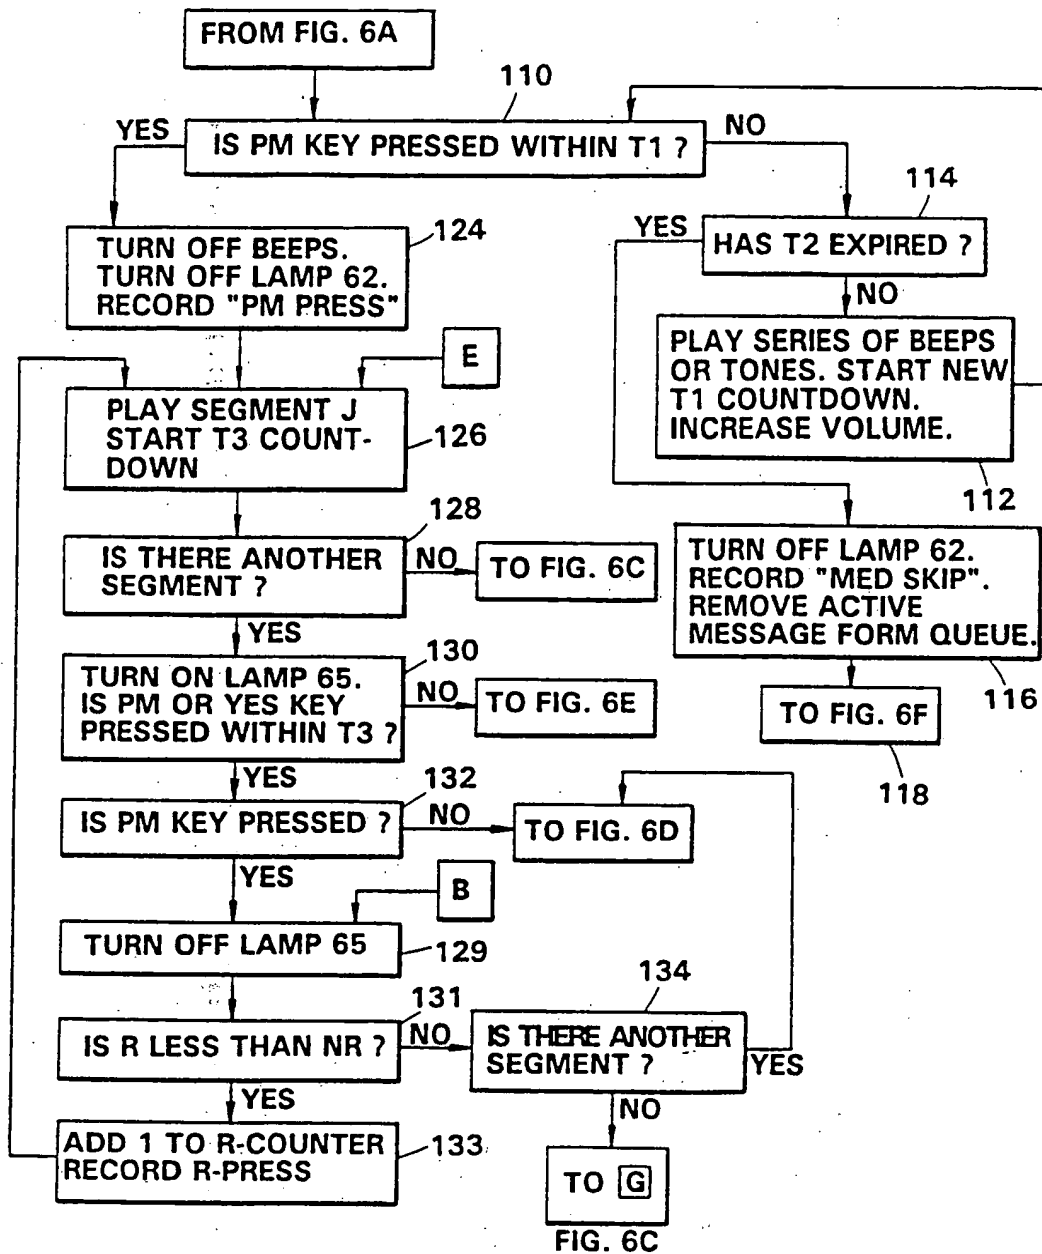 FROM FIG. 6A
110
YES
IS PM KEY PRESSED WITHIN T1 ?
NO
114
YES
HAS T2 EXPIRED ?
NO
124
TURN OFF BEEPS.
TURN OFF LAMP 62.
RECORD "PM PRESS"
PLAY SERIES OF BEEPS
OR TONES. START NEW
T1 COUNTDOWN.
INCREASE VOLUME.
112
E
PLAY SEGMENT J
START T3 COUNT-
DOWN
126
128
IS THERE ANOTHER
SEGMENT ?
NO
TO FIG. 6C
YES
TURN OFF LAMP 62.
RECORD "MED SKIP".
REMOVE ACTIVE
MESSAGE FORM QUEUE.
116
TO FIG. 6F
118
130
TURN ON LAMP 65.
IS PM OR YES KEY
PRESSED WITHIN T3 ?
NO
TO FIG. 6E
YES
132
IS PM KEY PRESSED ?
NO
TO FIG. 6D
YES
B
TURN OFF LAMP 65
129
131
IS R LESS THAN NR ?
NO
134
IS THERE ANOTHER
SEGMENT ?
YES
YES
NO
ADD 1 TO R-COUNTER
RECORD R-PRESS
133
TO G
FIG. 6C